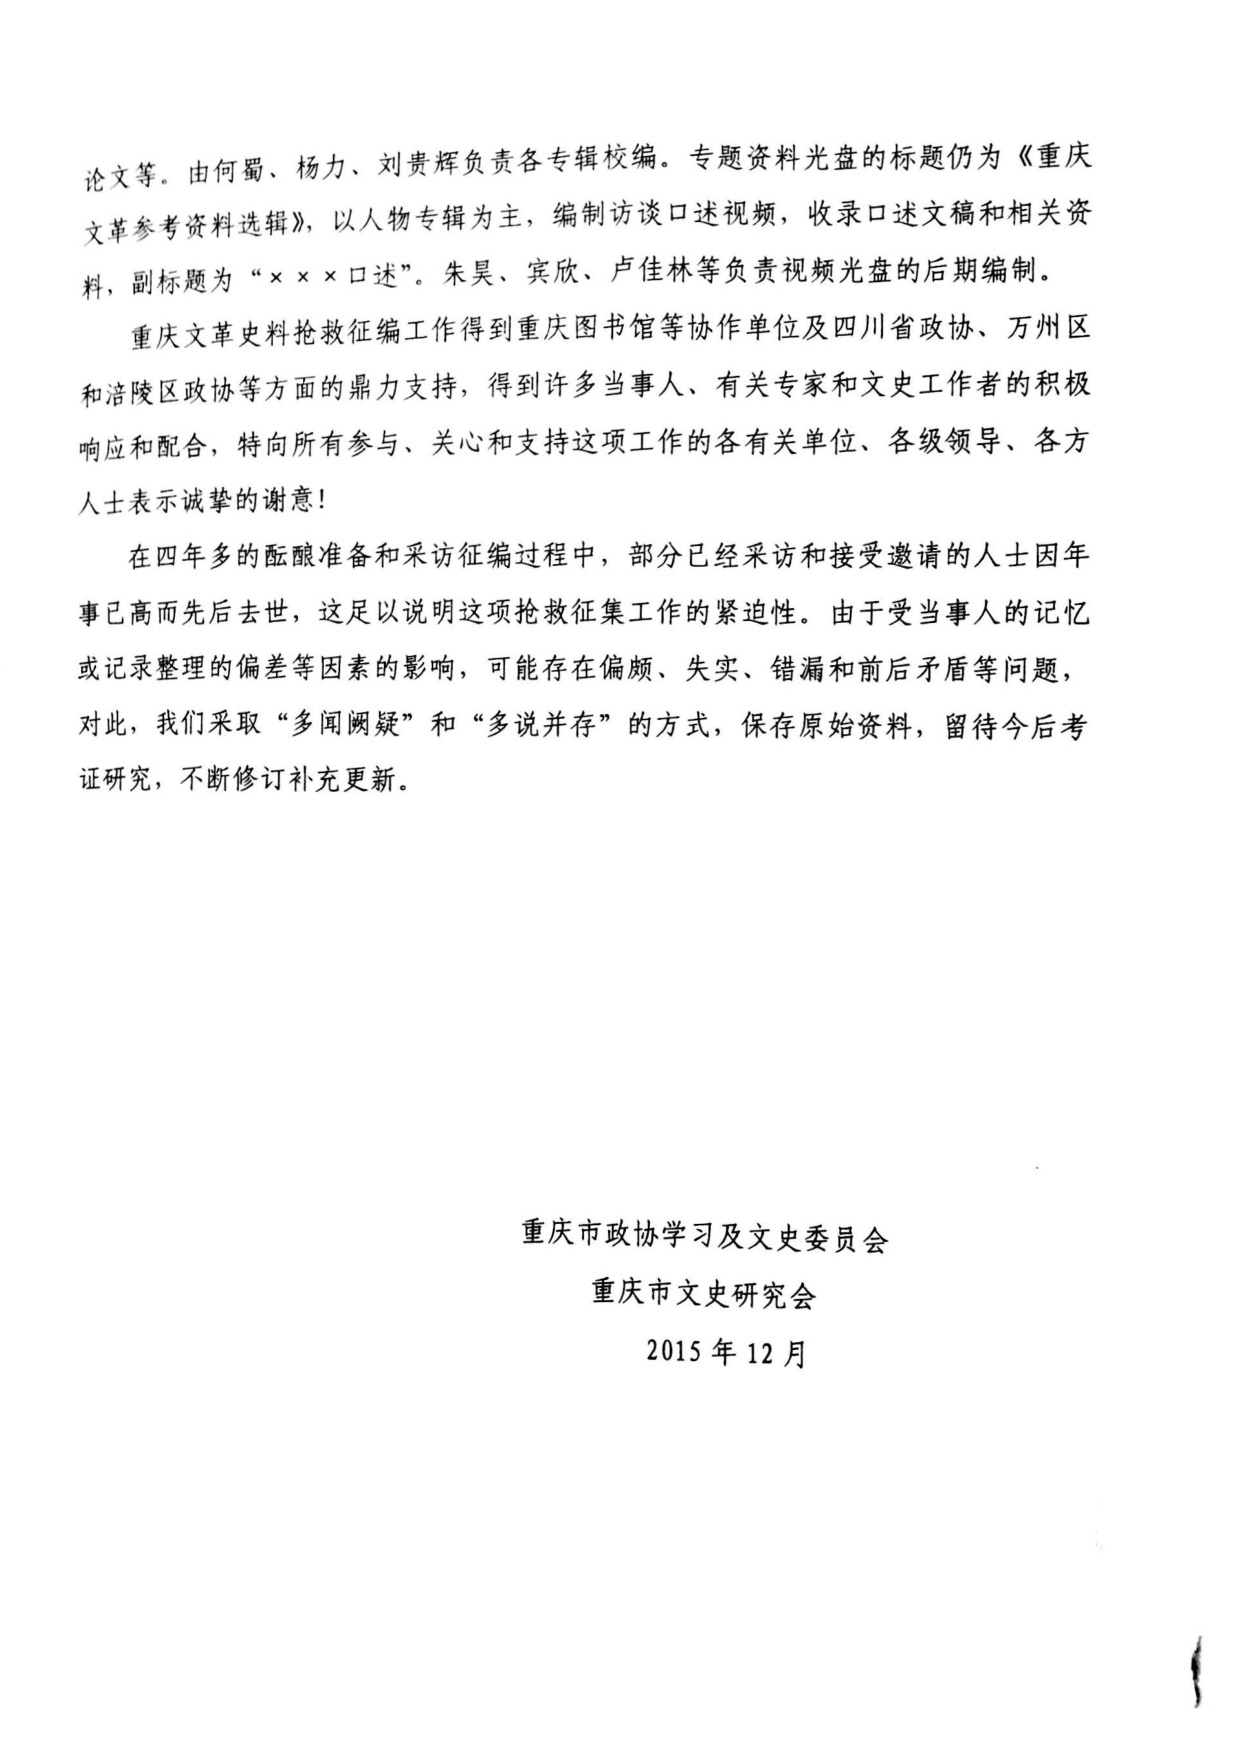 论文等。由何蜀、杨力、刘贵辉负责各专辑校编。专题资料光盘的标题仍为《重庆
文革参考资料选辑》，以人物专辑为主，编制访谈口述视频，收录口述文稿和相关资
料，副标题为“×××口述”。朱昊、宾欣、卢佳林等负责视频光盘的后期编制。
重庆文革史料抢救征编工作得到重庆图书馆等协作单位及四川省政协、万州区
和涪陵区政协等方面的鼎力支持，得到许多当事人、有关专家和文史工作者的积极
响应和配合，特向所有参与、关心和支持这项工作的各有关单位、各级领导、各方
人士表示诚挚的谢意！
在四年多的酝酿准备和采访征编过程中，部分已经采访和接受邀请的人士因年
事已高而先后去世，这足以说明这项抢救征集工作的紧迫性。由于受当事人的记忆
或记录整理的偏差等因素的影响，可能存在偏颇、失实、错漏和前后矛盾等问题，
对此，我们采取“多闻阙疑”和“多说并存”的方式，保存原始资料，留待今后考
证研究，不断修订补充更新。
重庆市政协学习及文史委员会
重庆市文史研究会
2015年12月